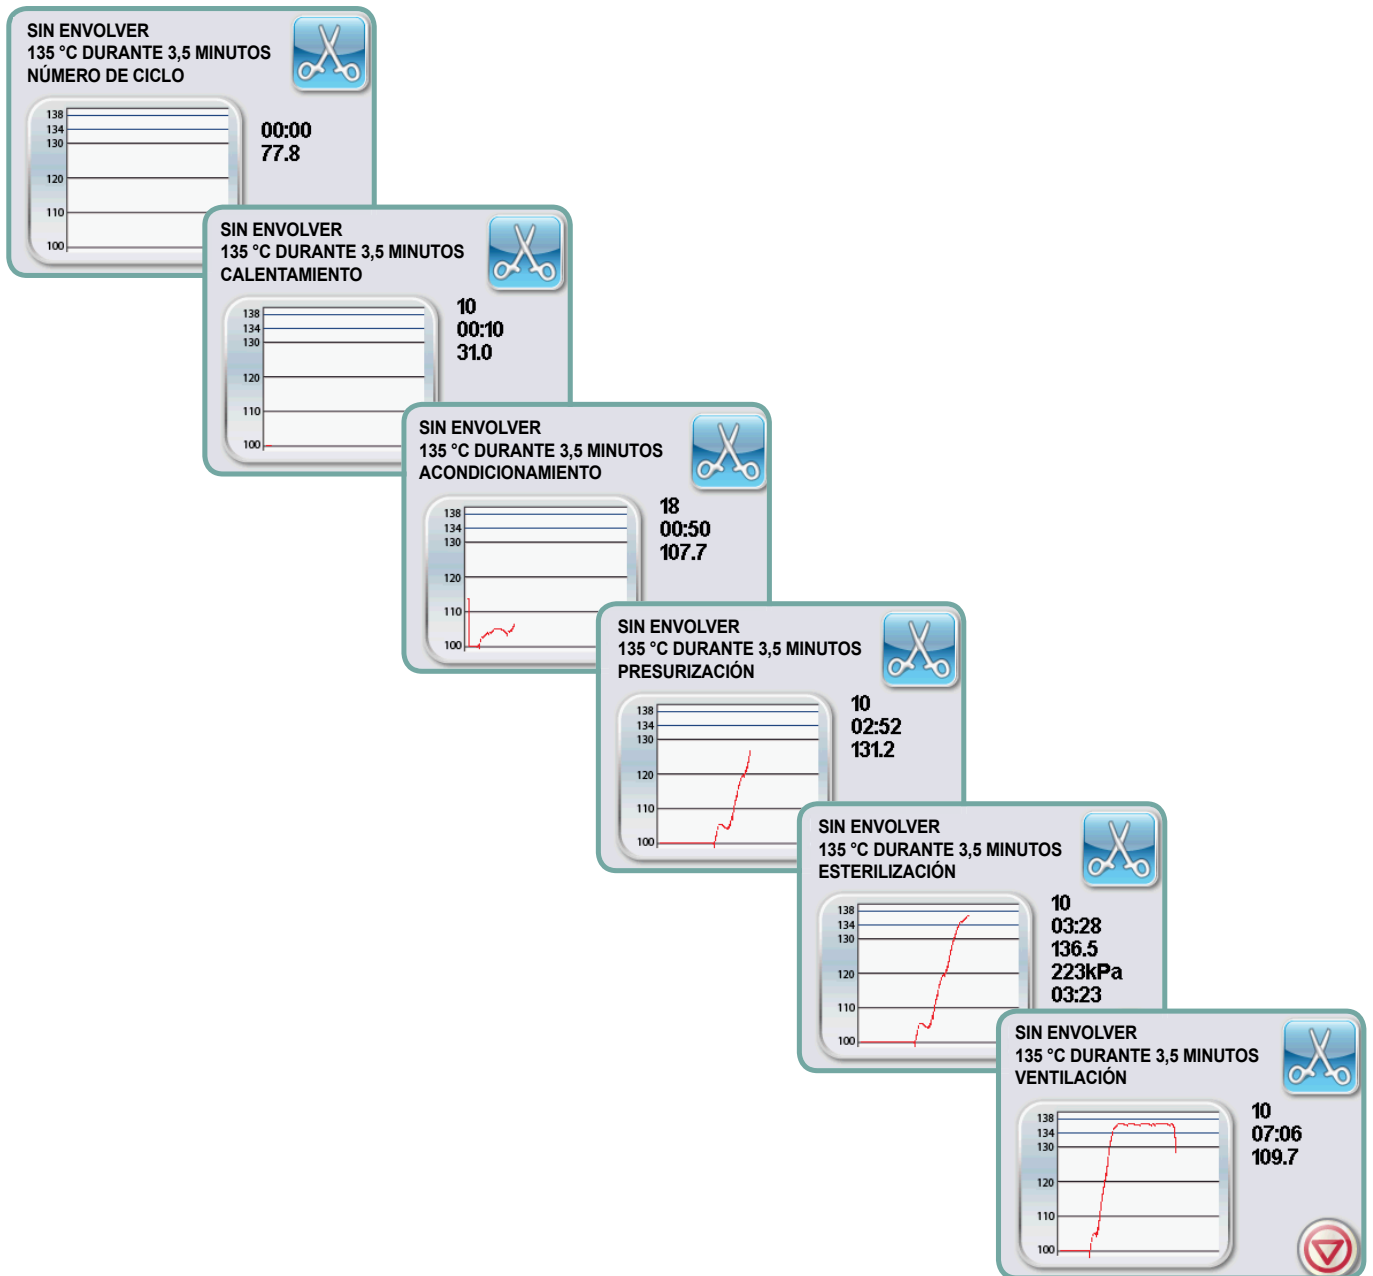 SIN ENVOLVER
135 °C DURANTE 3,5 MINUTOS
NÚMERO DE CICLO
138
134
130
120
110
100
00:00
77.8
SIN ENVOLVER
135 °C DURANTE 3,5 MINUTOS
CALENTAMIENTO
138
134
130
120
110
100
10
00:10
31.0
SIN ENVOLVER
135 °C DURANTE 3,5 MINUTOS
ACONDICIONAMIENTO
138
134
130
120
110
100
18
00:50
107.7
SIN ENVOLVER
135 °C DURANTE 3,5 MINUTOS
PRESURIZACIÓN
138
134
130
120
110
100
10
02:52
131.2
SIN ENVOLVER
135 °C DURANTE 3,5 MINUTOS
ESTERILIZACIÓN
138
134
130
120
110
100
10
03:28
136.5
223kPa
03:23
SIN ENVOLVER
135 °C DURANTE 3,5 MINUTOS
VENTILACIÓN
138
134
130
120
110
100
10
07:06
109.7